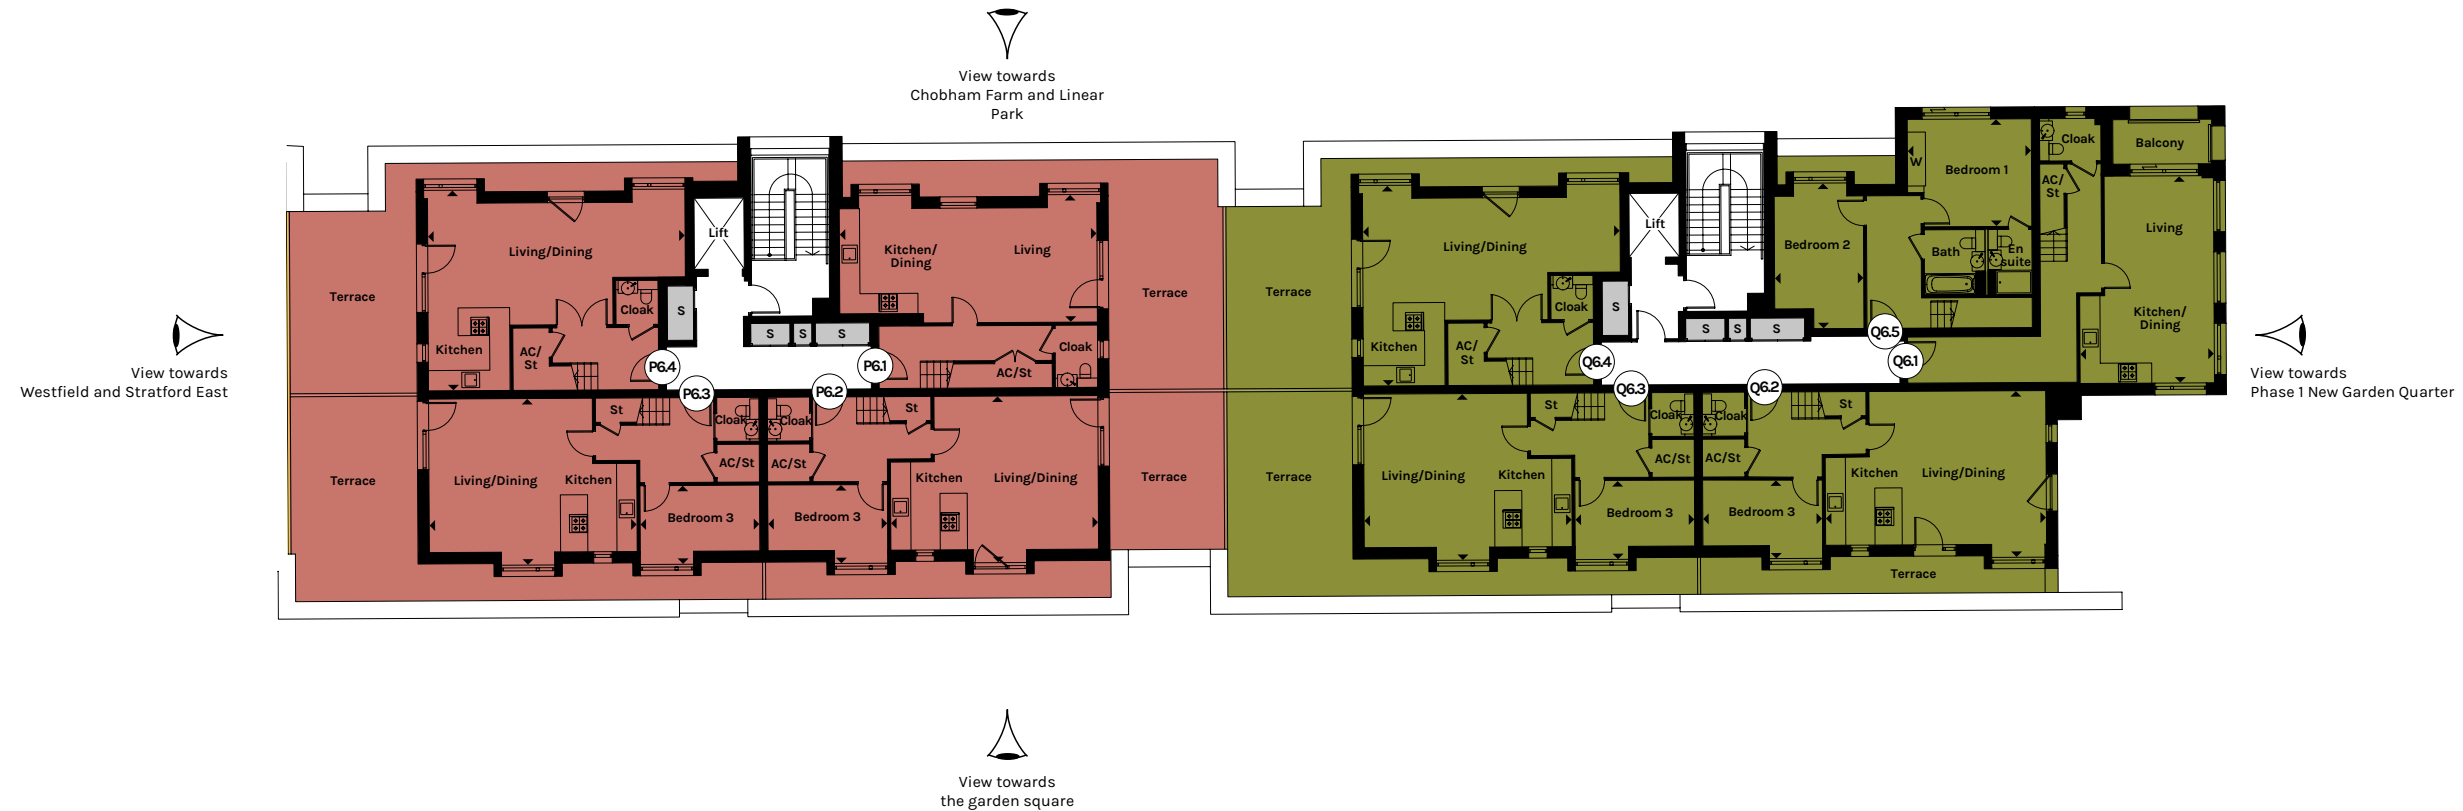 View towards
Chobham Farm and Linear
Park
View towards
Westfield and Stratford East
View towards
Phase 1 New Garden Quarter
View towards
the garden square
Terrace
Living/Dining
Kitchen
AC/
St
Cloak
Lift
S
S
S
S
P6.4
P6.1
Kitchen/
Dining
Living
Cloak
AC/St
Terrace
Terrace
Living/Dining
Kitchen
St
Cloak
AC/St
Bedroom 3
P6.3
P6.2
Cloak
AC/St
St
Bedroom 3
Kitchen
Living/Dining
Terrace
Terrace
Living/Dining
Kitchen
AC/
St
Cloak
Lift
S
S
S
S
Q6.4
Bedroom 2
W
Bedroom 1
Bath
En
suite
Q6.5
Q6.1
Cloak
AC/
St
Balcony
Living
Kitchen/
Dining
Terrace
Living/Dining
Kitchen
St
Cloak
AC/St
Bedroom 3
Q6.3
Q6.2
Cloak
AC/St
St
Bedroom 3
Kitchen
Living/Dining
Terrace